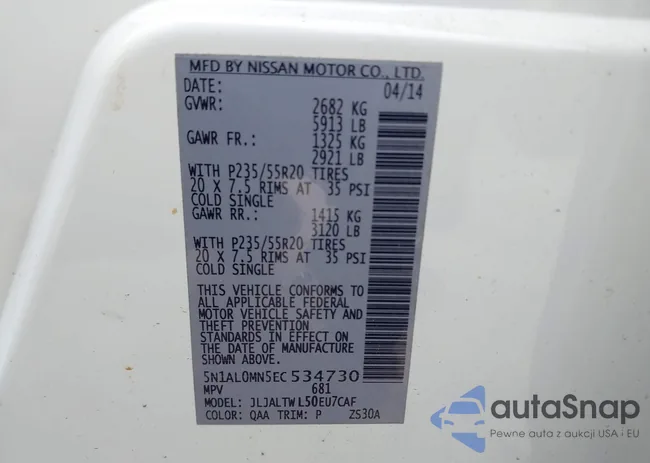 MFD BY NISSAN MOTOR CO., LTD.
DATE: 04/14
GVWR: 2682 KG
5913 LB
GAWR FR.: 1325 KG
2921 LB
WITH P235/55R20 TIRES
20 X 7.5 RIMS AT 35 PSI
COLD SINGLE
GAWR RR.: 1415 KG
3120 LB
WITH P235/55R20 TIRES
20 X 7.5 RIMS AT 35 PSI
COLD SINGLE
THIS VEHICLE CONFORMS TO
ALL APPLICABLE FEDERAL
MOTOR VEHICLE SAFETY AND
THEFT PREVENTION
STANDARDS IN EFFECT ON
THE DATE OF MANUFACTURE
SHOWN ABOVE.
5N1AL0MN5EC534730
MPV 681
MODEL: JLJALTWL50EU7CAF
COLOR: QAA TRIM: P ZS30A
autoSnap
Pewne auta z aukcji USA i EU